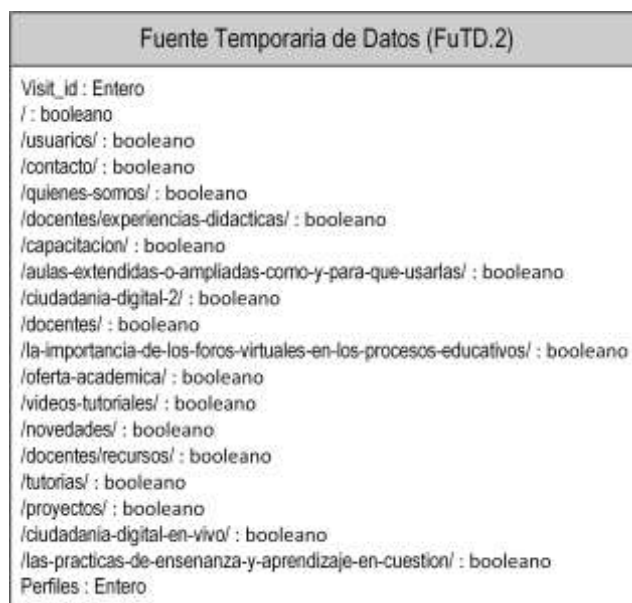 Fuente Temporaria de Datos (FuTD.2)
Visit_id : Entero
/ : booleano
/usuarios/ : booleano
/contacto/ : booleano
/quienes-somos/ : booleano
/docentes/experiencias-didacticas/ : booleano
/capacitacion/ : booleano
/aulas-extendidas-o-ampliadas-como-y-para-que-usarlas/ : booleano
/ciudadania-digital-2/ : booleano
/docentes/ : booleano
/la-importancia-de-los-foros-virtuales-en-los-procesos-educativos/ : booleano
/oferta-academica/ : booleano
/videos-tutoriales/ : booleano
/novedades/ : booleano
/docentes/recursos/ : booleano
/tutorias/ : booleano
/proyectos/ : booleano
/ciudadania-digital-en-vivo/ : booleano
/las-practicas-de-ensenanza-y-aprendizaje-en-cuestion/ : booleano
Perfiles : Entero